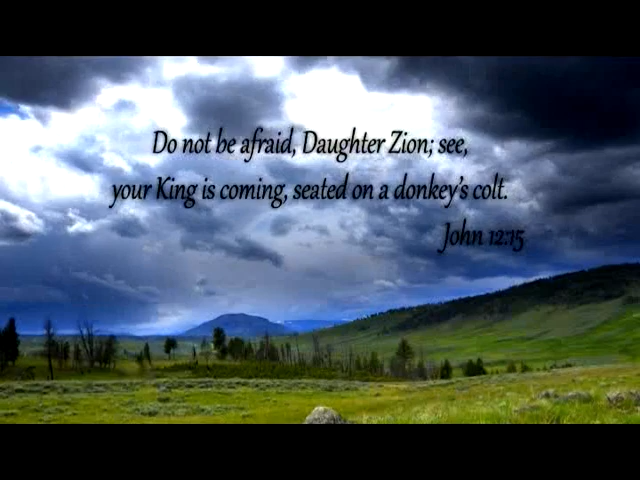 Do not be afraid, Daughter Zion; see,
your King is coming, seated on a donkey's colt.
John 12:15